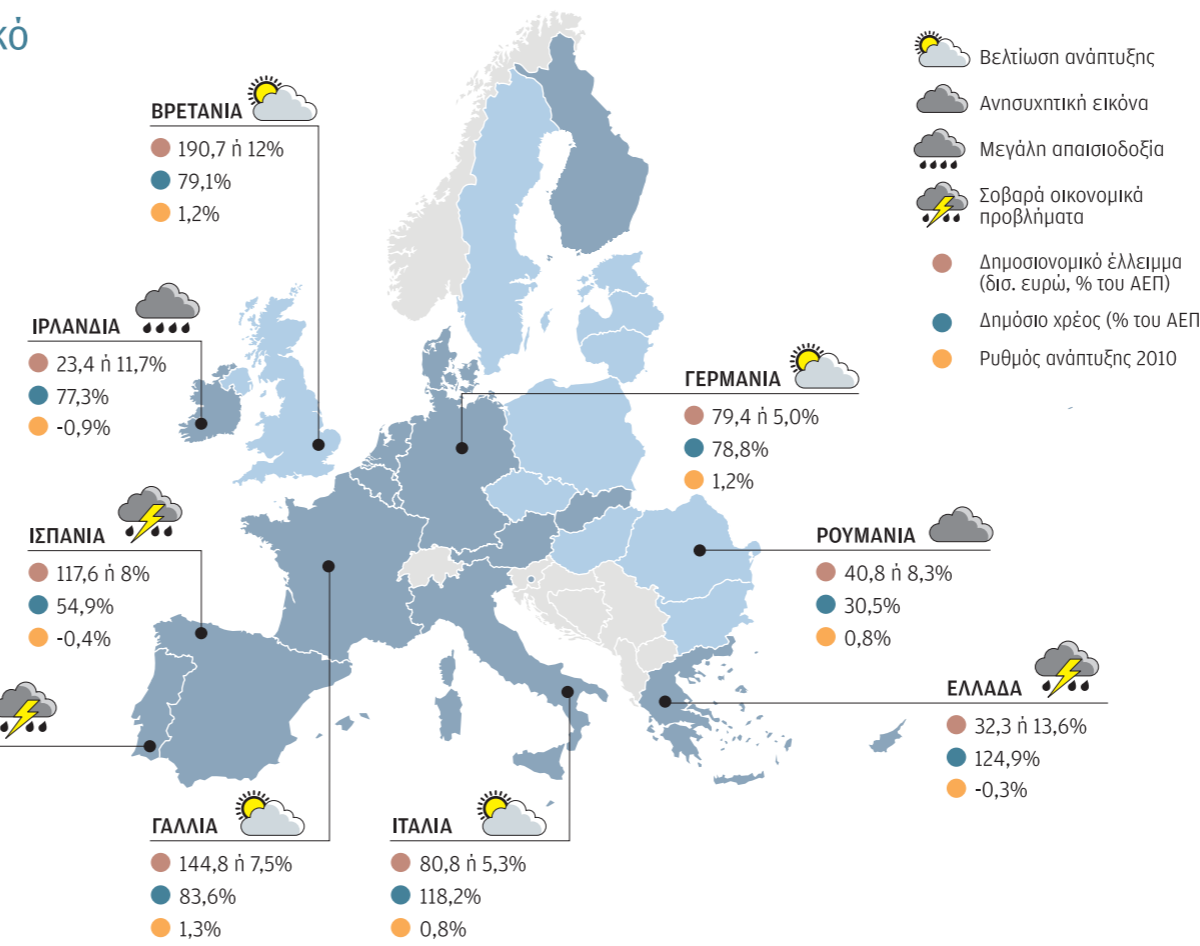 κό
Βελτίωση ανάπτυξης
Ανησυχητική εικόνα
Μεγάλη απαισιοδοξία
Σοβαρά οικονομικά
προβλήματα
Δημοσιονομικό έλλειμμα
(δισ. ευρώ, % του ΑΕΠ)
Δημόσιο χρέος (% του ΑΕΠ
Ρυθμός ανάπτυξης 2010
ΒΡΕΤΑΝΙΑ
190,7 ή 12%
79,1%
1,2%
ΙΡΛΑΝΔΙΑ
23,4 ή 11,7%
77,3%
-0,9%
ΓΕΡΜΑΝΙΑ
79,4 ή 5,0%
78,8%
1,2%
ΙΣΠΑΝΙΑ
117,6 ή 8%
54,9%
-0,4%
ΡΟΥΜΑΝΙΑ
40,8 ή 8,3%
30,5%
0,8%
ΕΛΛΑΔΑ
32,3 ή 13,6%
124,9%
-0,3%
ΓΑΛΛΙΑ
144,8 ή 7,5%
83,6%
1,3%
ΙΤΑΛΙΑ
80,8 ή 5,3%
118,2%
0,8%